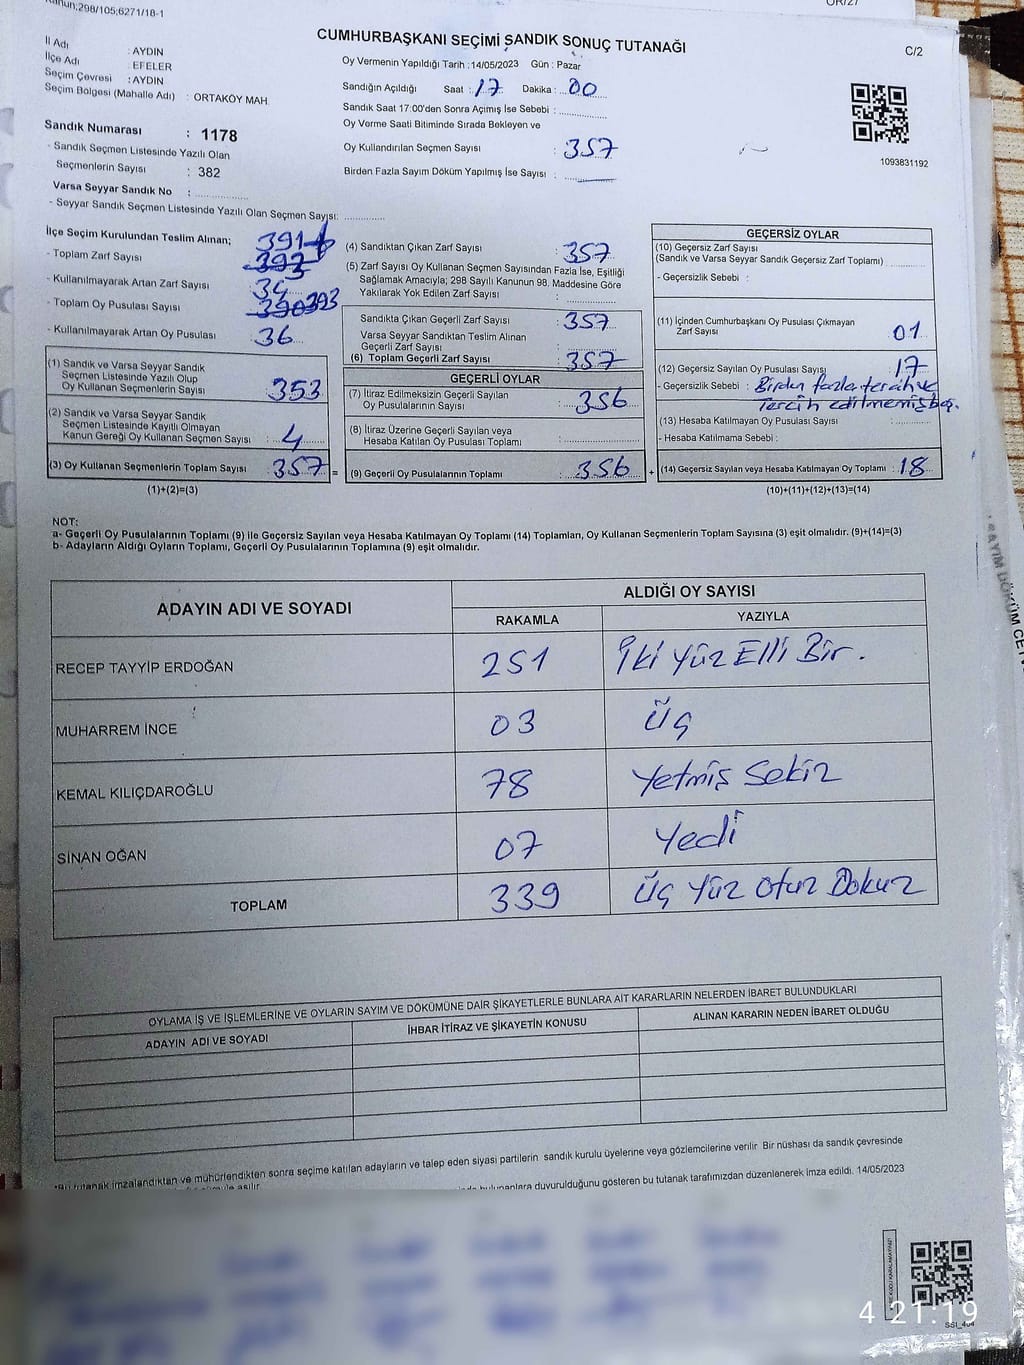 Kanun:298/105;6271/18-1
CUMHURBAŞKANI SEÇİMİ SANDIK SONUÇ TUTANAĞI
C/2
İl Adı : AYDIN
İlçe Adı : EFELER
Seçim Çevresi : AYDIN
Seçim Bölgesi (Mahalle Adı) : ORTAKÖY MAH.
Oy Vermenin Yapıldığı Tarih :14/05/2023 Gün : Pazar
Sandığın Açıldığı Saat : 17 Dakika : 00
Sandık Saat 17:00'den Sonra Açımış İse Sebebi :
Oy Verme Saati Bitiminde Sırada Bekleyen ve
Oy Kullandırılan Seçmen Sayısı : 357
Birden Fazla Sayım Döküm Yapılmış İse Sayısı :
1093831192
Sandık Numarası : 1178
- Sandık Seçmen Listesinde Yazılı Olan
Seçmenlerin Sayısı : 382
Varsa Seyyar Sandık No :
- Seyyar Sandık Seçmen Listesinde Yazılı Olan Seçmen Sayısı:
İlçe Seçim Kurulundan Teslim Alınan;
- Toplam Zarf Sayısı 391
- Kullanılmayarak Artan Zarf Sayısı 34
- Toplam Oy Pusulası Sayısı 393
- Kullanılmayarak Artan Oy Pusulası 36
(1) Sandık ve Varsa Seyyar Sandık
Seçmen Listesinde Yazılı Olup
Oy Kullanan Seçmenlerin Sayısı : 353
(2) Sandık ve Varsa Seyyar Sandık
Seçmen Listesinde Kayıtlı Olmayan
Kanun Gereği Oy Kullanan Seçmen Sayısı : 4
(3) Oy Kullanan Seçmenlerin Toplam Sayısı : 357 =
(1)+(2)=(3)
(4) Sandıktan Çıkan Zarf Sayısı : 357
(5) Zarf Sayısı Oy Kullanan Seçmen Sayısından Fazla İse, Eşitliği
Sağlamak Amacıyla; 298 Sayılı Kanunun 98. Maddesine Göre
Yakılarak Yok Edilen Zarf Sayısı :
Sandıkta Çıkan Geçerli Zarf Sayısı : 357
Varsa Seyyar Sandıktan Teslim Alınan
Geçerli Zarf Sayısı :
(6) Toplam Geçerli Zarf Sayısı : 357
GEÇERLİ OYLAR
(7) İtiraz Edilmeksizin Geçerli Sayılan
Oy Pusulalarının Sayısı : 356
(8) İtiraz Üzerine Geçerli Sayılan veya
Hesaba Katılan Oy Pusulası Toplamı :
(9) Geçerli Oy Pusulalarının Toplamı : 356 +
GEÇERSİZ OYLAR
(10) Geçersiz Zarf Sayısı
(Sandık ve Varsa Seyyar Sandık Geçersiz Zarf Toplamı)
- Geçersizlik Sebebi :
(11) İçinden Cumhurbaşkanı Oy Pusulası Çıkmayan
Zarf Sayısı 01
(12) Geçersiz Sayılan Oy Pusulası Sayısı 17
- Geçersizlik Sebebi : Birden fazla tercih ve
Tercih edilmemiş boş.
(13) Hesaba Katılmayan Oy Pusulası Sayısı :
- Hesaba Katılmama Sebebi :
(14) Geçersiz Sayılan veya Hesaba Katılmayan Oy Toplamı : 18
(10)+(11)+(12)+(13)=(14)
NOT:
a- Geçerli Oy Pusulalarının Toplamı (9) ile Geçersiz Sayılan veya Hesaba Katılmayan Oy Toplamı (14) Toplamları, Oy Kullanan Seçmenlerin Toplam Sayısına (3) eşit olmalıdır. (9)+(14)=(3)
b- Adayların Aldığı Oyların Toplamı, Geçerli Oy Pusulalarının Toplamına (9) eşit olmalıdır.
ADAYIN ADI VE SOYADI ALDIĞI OY SAYISI
RAKAMLA YAZIYLA
RECEP TAYYİP ERDOĞAN 251 İki Yüz Elli Bir.
MUHARREM İNCE 03 Üç
KEMAL KILIÇDAROĞLU 78 Yetmiş Sekiz
SİNAN OĞAN 07 Yedi
TOPLAM 339 Üç Yüz Otuz Dokuz
OYLAMA İŞ VE İŞLEMLERİNE VE OYLARIN SAYIM VE DÖKÜMÜNE DAİR ŞİKAYETLERLE BUNLARA AİT KARARLARIN NELERDEN İBARET BULUNDUKLARI
ADAYIN ADI VE SOYADI İHBAR İTİRAZ VE ŞİKAYETİN KONUSU ALINAN KARARIN NEDEN İBARET OLDUĞU
*Bu tutanak imzalandıktan ve mühürlendikten sonra seçime katılan adayların ve talep eden siyasi partilerin sandık kurulu üyelerine veya gözlemcilerine verilir. Bir nüshası da sandık çevresinde
bulunanlara duyurulduğunu gösteren bu tutanak tarafımızdan düzenlenerek imza edildi. 14/05/2023
4 21:19